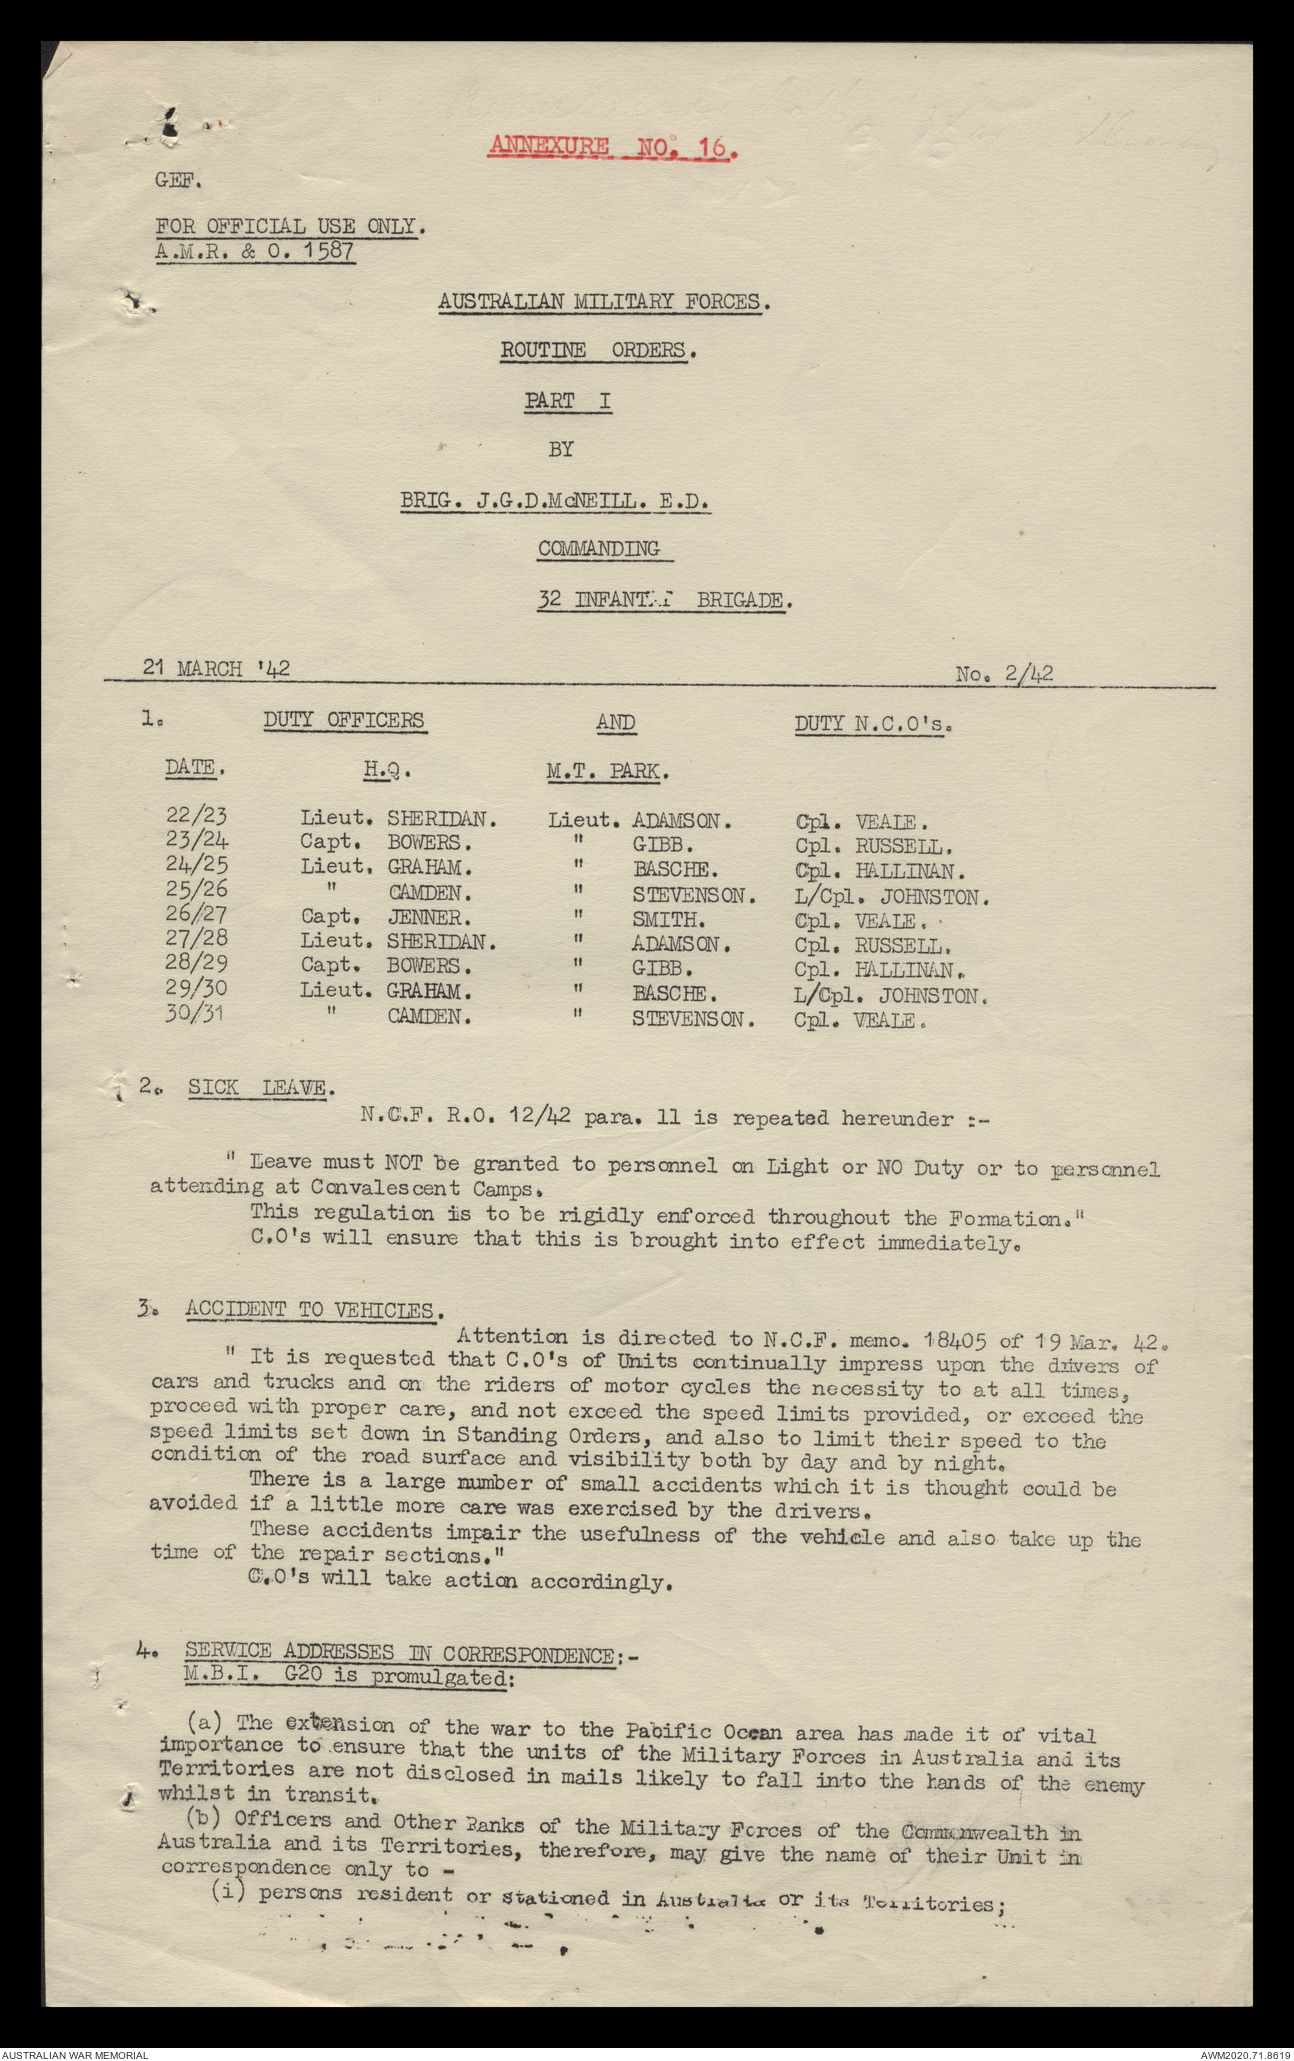 ANNEXURE NO. 16.
GEF.
FOR OFFICIAL USE ONLY.
A.M.R. & O. 1587
AUSTRALIAN MILITARY FORCES.
ROUTINE ORDERS.
PART I
BY
BRIG. J.G.D.McNEILL. E.D.
COMMANDING
32 INFANTRY BRIGADE.
21 MARCH '42 No. 2/42
1. DUTY OFFICERS AND DUTY N.C.O's.
DATE. H.Q. M.T. PARK.
22/23 Lieut. SHERIDAN. Lieut. ADAMSON. Cpl. VEALE.
23/24 Capt. BOWERS. " GIBB. Cpl. RUSSELL.
24/25 Lieut. GRAHAM. " BASCHE. Cpl. HALLINAN.
25/26 " CAMDEN. " STEVENSON. L/Cpl. JOHNSTON.
26/27 Capt. JENNER. " SMITH. Cpl. VEALE.
27/28 Lieut. SHERIDAN. " ADAMSON. Cpl. RUSSELL.
28/29 Capt. BOWERS. " GIBB. Cpl. HALLINAN.
29/30 Lieut. GRAHAM. " BASCHE. L/Cpl. JOHNSTON.
30/31 " CAMDEN. " STEVENSON. Cpl. VEALE.
2. SICK LEAVE.
N.C.F. R.O. 12/42 para. 11 is repeated hereunder :-
" Leave must NOT be granted to personnel on Light or NO Duty or to personnel
attending at Convalescent Camps.
This regulation is to be rigidly enforced throughout the Formation."
C.O's will ensure that this is brought into effect immediately.
3. ACCIDENT TO VEHICLES.
Attention is directed to N.C.F. memo. 18405 of 19 Mar. 42.
" It is requested that C.O's of Units continually impress upon the drivers of
cars and trucks and on the riders of motor cycles the necessity to at all times,
proceed with proper care, and not exceed the speed limits provided, or exceed the
speed limits set down in Standing Orders, and also to limit their speed to the
condition of the road surface and visibility both by day and by night.
There is a large number of small accidents which it is thought could be
avoided if a little more care was exercised by the drivers.
These accidents impair the usefulness of the vehicle and also take up the
time of the repair sections."
C.O's will take action accordingly.
4. SERVICE ADDRESSES IN CORRESPONDENCE:-
M.B.I. G20 is promulgated:
(a) The extension of the war to the Pabific Ocean area has made it of vital
importance to ensure that the units of the Military Forces in Australia and its
Territories are not disclosed in mails likely to fall into the hands of the enemy
whilst in transit.
(b) Officers and Other Ranks of the Military Forces of the Commonwealth in
Australia and its Territories, therefore, may give the name of their Unit in
correspondence only to -
(i) persons resident or stationed in Australia or its Territories;
AUSTRALIAN WAR MEMORIAL AWM2020.71.8619